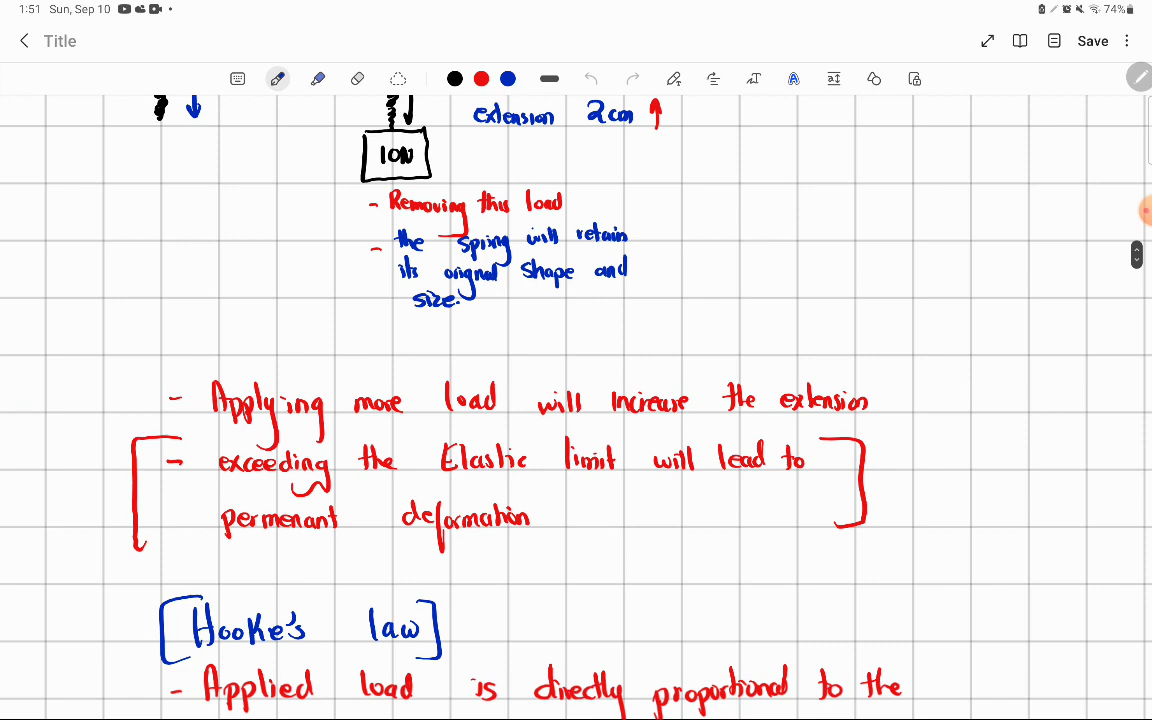 1:51 Sun, Sep 10
74%
Title
Save
extension 2cm
10N
- Removing this load
- the spring will retain
its orignal shape and
size.
- Applying more load will increase the extension
- exceeding the Elastic limit will lead to
permenant deformation
[Hooke's law]
- Applied load is directly proportional to the